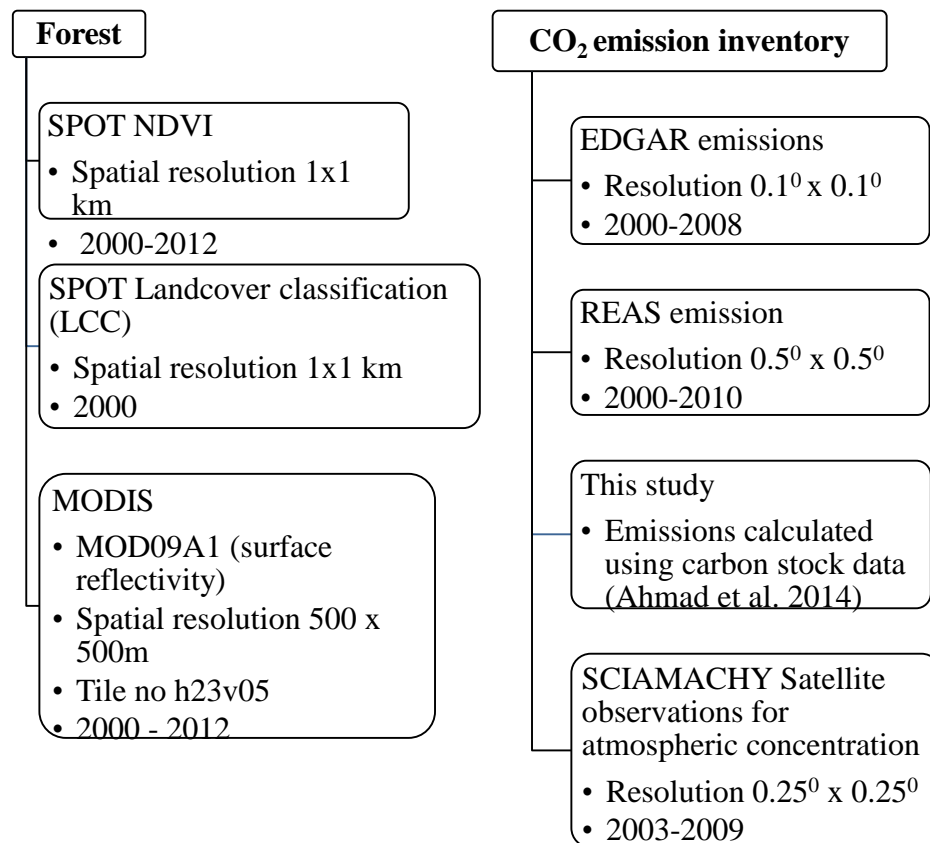 Forest
SPOT NDVI
• Spatial resolution 1x1
km
• 2000-2012
SPOT Landcover classification
(LCC)
• Spatial resolution 1x1 km
• 2000
MODIS
• MOD09A1 (surface
reflectivity)
• Spatial resolution 500 x
500m
• Tile no h23v05
• 2000 - 2012
CO₂ emission inventory
EDGAR emissions
• Resolution 0.1⁰ x 0.1⁰
• 2000-2008
REAS emission
• Resolution 0.5⁰ x 0.5⁰
• 2000-2010
This study
• Emissions calculated
using carbon stock data
(Ahmad et al. 2014)
SCIAMACHY Satellite
observations for
atmospheric concentration
• Resolution 0.25⁰ x 0.25⁰
• 2003-2009